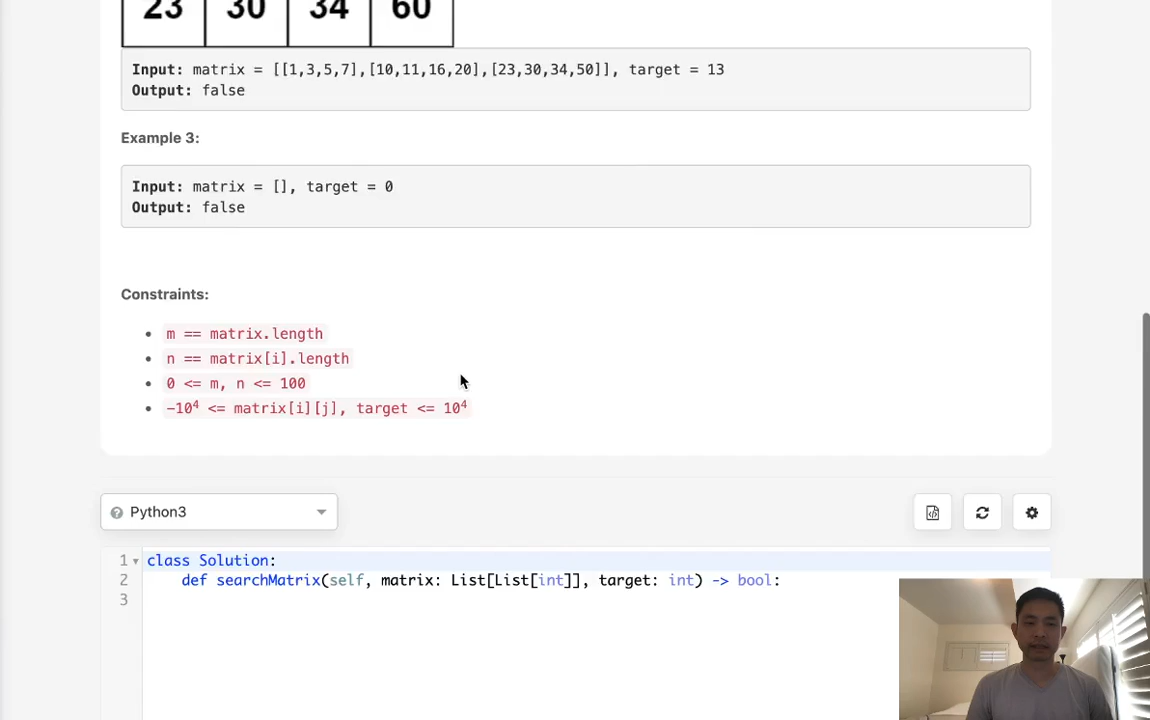 23 30 34 60
Input: matrix = [[1,3,5,7],[10,11,16,20],[23,30,34,50]], target = 13
Output: false
Example 3:
Input: matrix = [], target = 0
Output: false
Constraints:
m == matrix.length
n == matrix[i].length
0 <= m, n <= 100
-10⁴ <= matrix[i][j], target <= 10⁴
Python3
1 class Solution:
2 def searchMatrix(self, matrix: List[List[int]], target: int) -> bool:
3